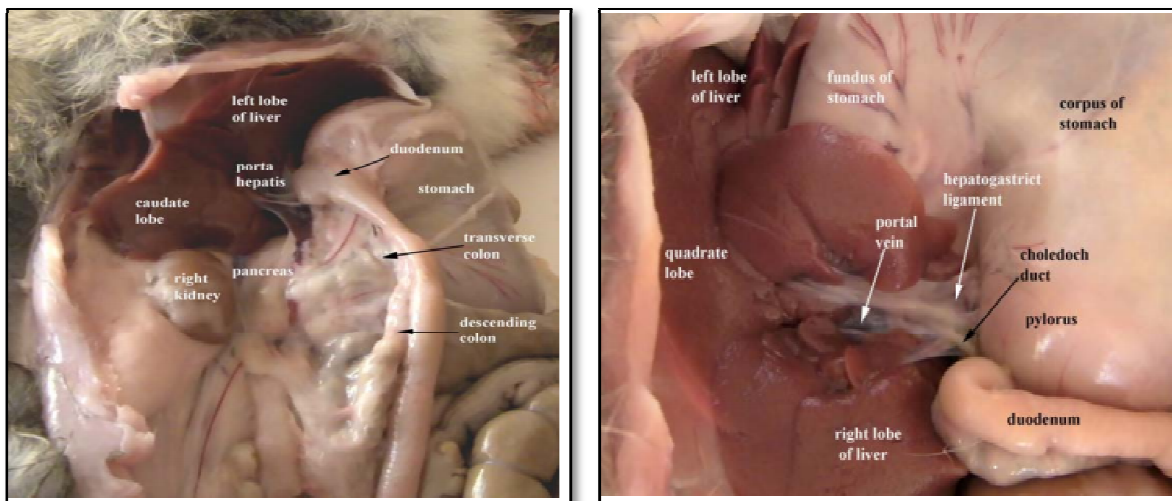 left lobe
of liver
duodenum
porta
hepatis
stomach
caudate
lobe
transverse
colon
pancreas
right
kidney
descending
colon
left lobe
of liver
fundus of
stomach
corpus of
stomach
hepatogastrict
ligament
portal
vein
quadrate
lobe
choledoch
duct
pylorus
duodenum
right lobe
of liver